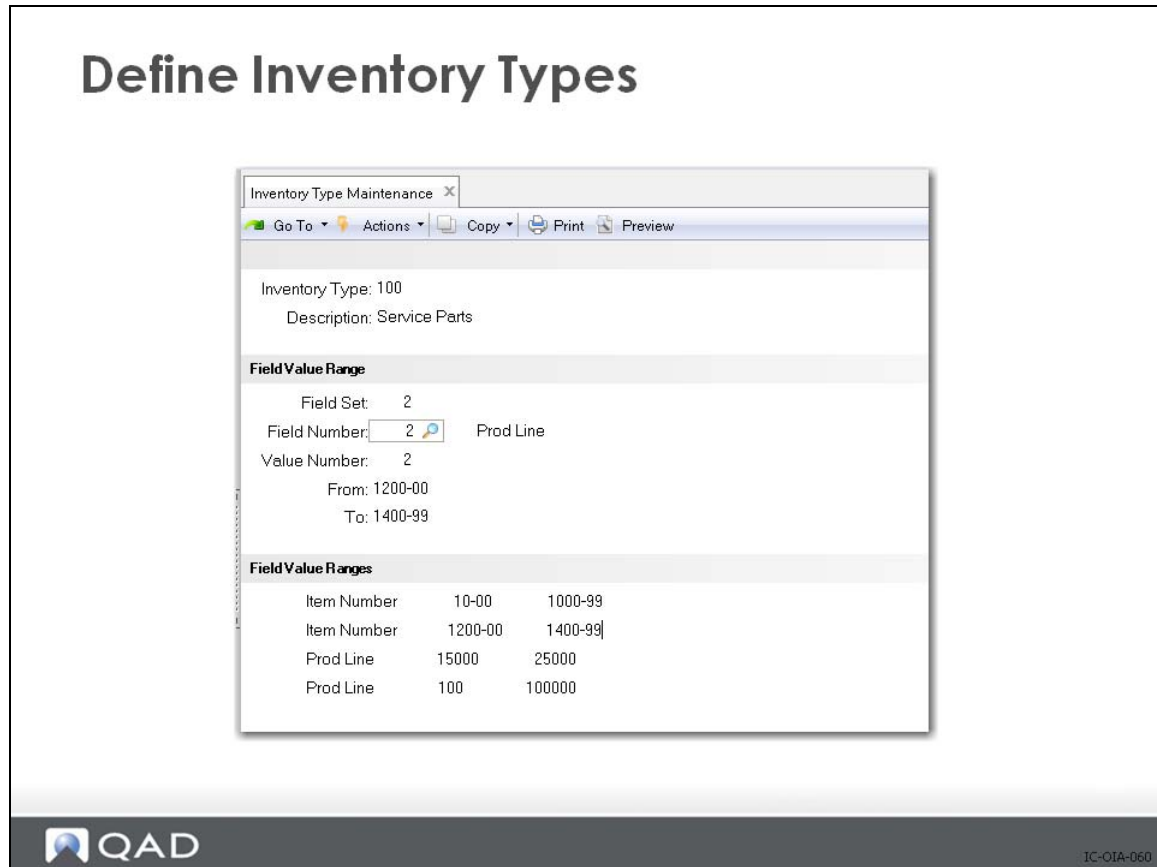 Define Inventory Types
Inventory Type Maintenance
Go To Actions Copy Print Preview
Inventory Type: 100
Description: Service Parts
Field Value Range
Field Set: 2
Field Number: 2 Prod Line
Value Number: 2
From: 1200-00
To: 1400-99
Field Value Ranges
Item Number 10-00 1000-99
Item Number 1200-00 1400-99
Prod Line 15000 25000
Prod Line 100 100000
QAD
IC-OIA-060